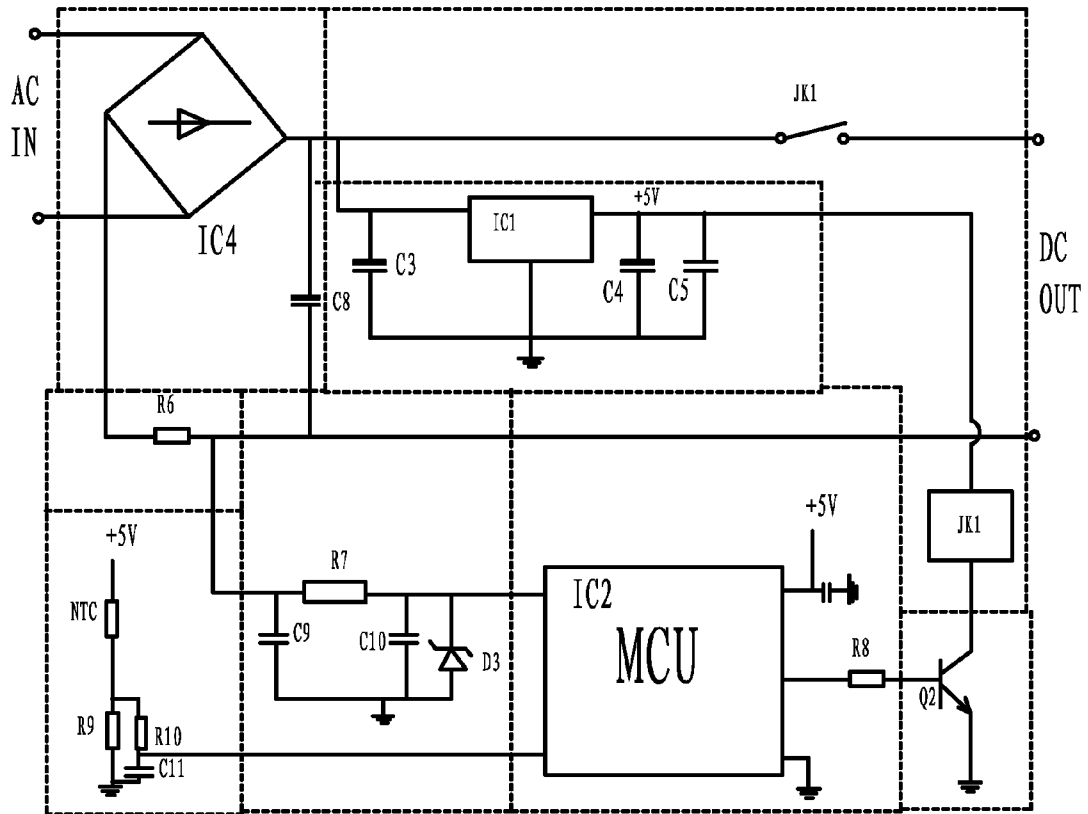 AC
IN
IC4
JK1
IC1
+5V
C3
C4
C5
C8
DC
OUT
R6
+5V
NTC
R9
R10
C11
R7
C9
C10
D3
IC2
MCU
+5V
R8
JK1
Q2